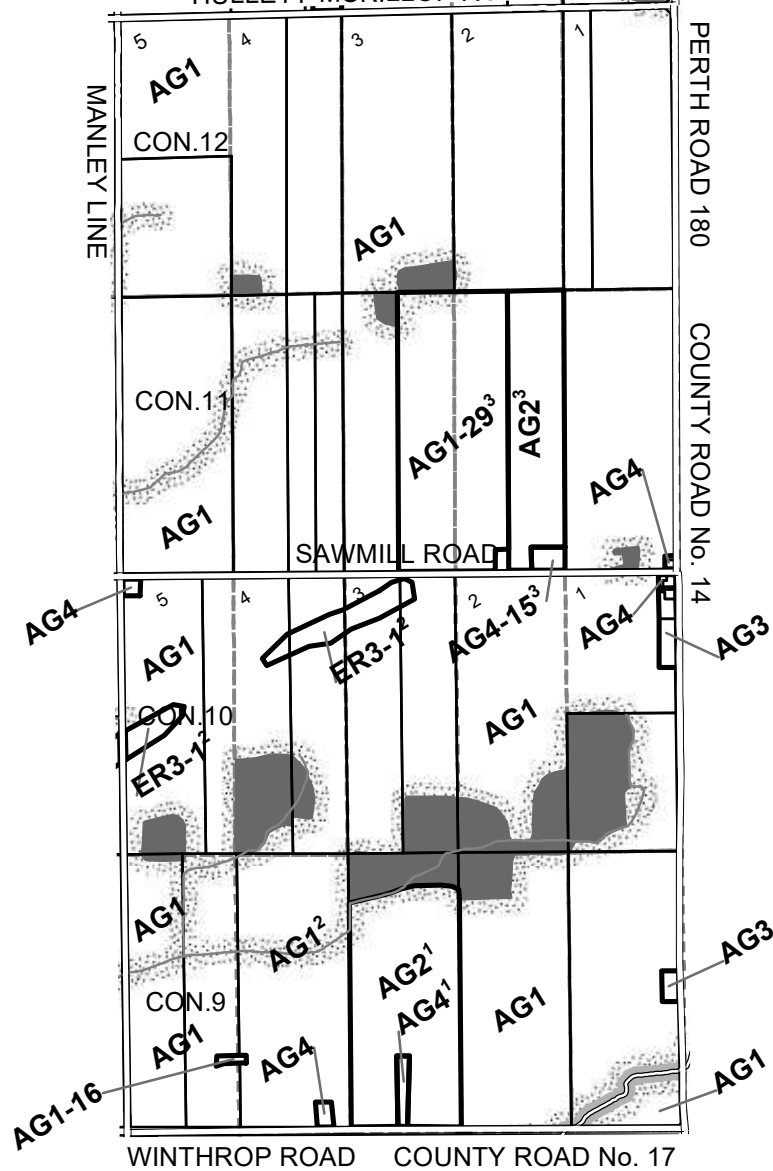 5
4
3
2
1
AG1
CON.12
MANLEY LINE
PERTH ROAD 180
AG1
CON.11
AG1-29³
AG2³
COUNTY ROAD No. 14
AG1
AG4
SAWMILL ROAD
AG4
5
4
3
2
1
AG1
ER3-1²
AG4-15³
AG4
AG3
CON.10
ER3-1²
AG1
AG1
AG1²
AG2¹
AG4¹
AG1
AG3
CON.9
AG1
AG4
AG1-16
AG1
WINTHROP ROAD
COUNTY ROAD No. 17